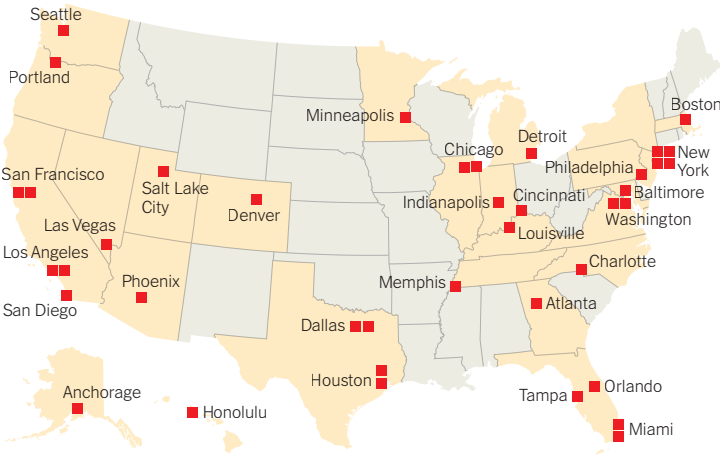 Seattle
Portland
Minneapolis
Boston
Detroit
Chicago
New
York
Philadelphia
San Francisco
Salt Lake
City
Denver
Indianapolis
Cincinnati
Baltimore
Washington
Las Vegas
Louisville
Los Angeles
Charlotte
Phoenix
Memphis
San Diego
Atlanta
Dallas
Houston
Orlando
Tampa
Anchorage
Honolulu
Miami